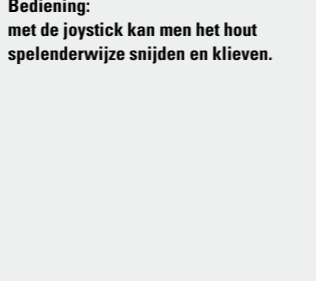 Bediening:
met de joystick kan men het hout
spelenderwijze snijden en klieven.